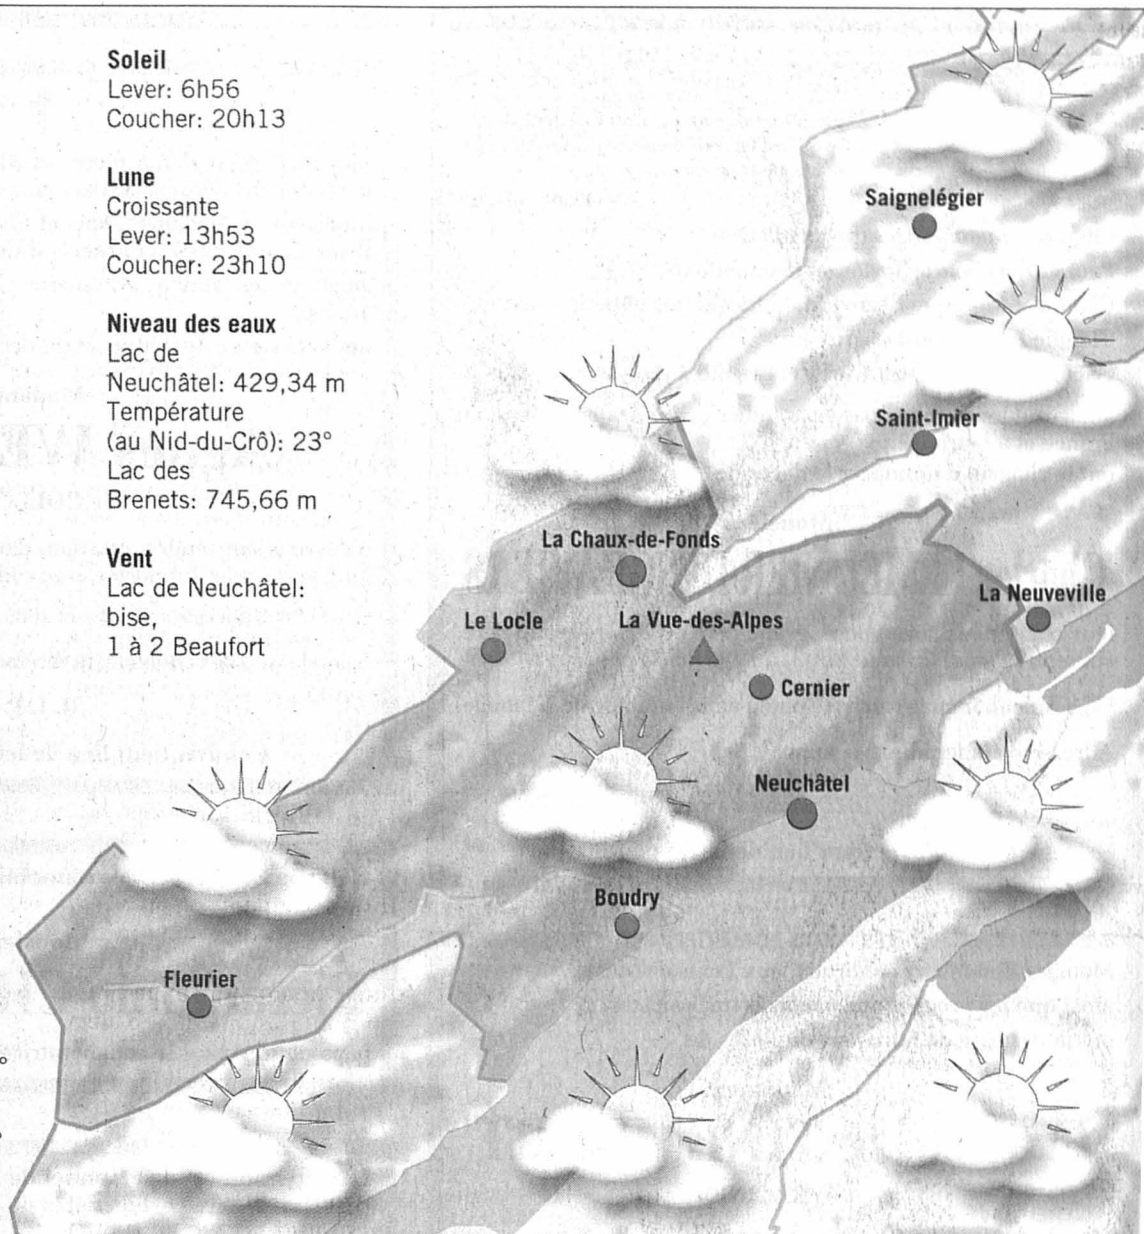 Soleil
Lever: 6h56
Coucher: 20h13
Lune
Croissante
Lever: 13h53
Coucher: 23h10
Niveau des eaux
Lac de
Neuchâtel: 429,34 m
Température
(au Nid-du-Crô): 23°
Lac des
Brenets: 745,66 m
Vent
Lac de Neuchâtel:
bise,
1 à 2 Beaufort
Saignelégier
Saint-Imier
La Chaux-de-Fonds
La Neuveville
Le Locle
La Vue-des-Alpes
Cernier
Neuchâtel
Boudry
Fleurier